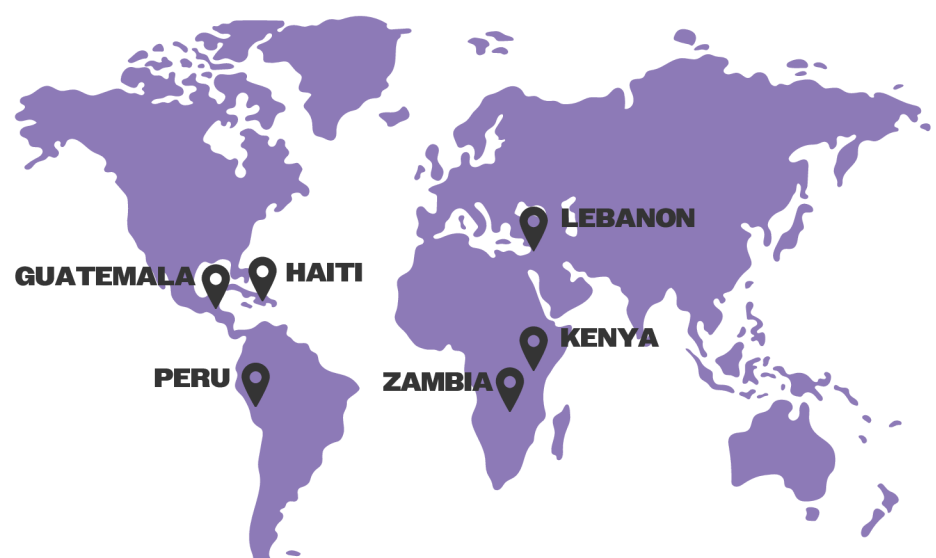 LEBANON
GUATEMALA
HAITI
KENYA
PERU
ZAMBIA